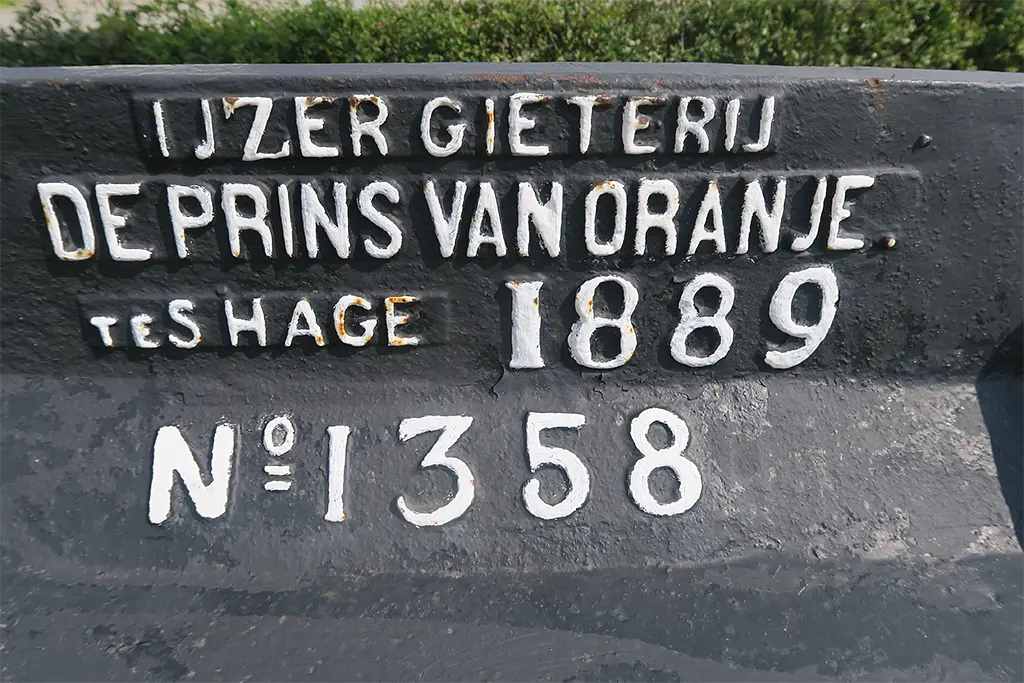 IJZER GIETERIJ
DE PRINS VAN ORANJE.
TES HAGE 1889
Nº 1358